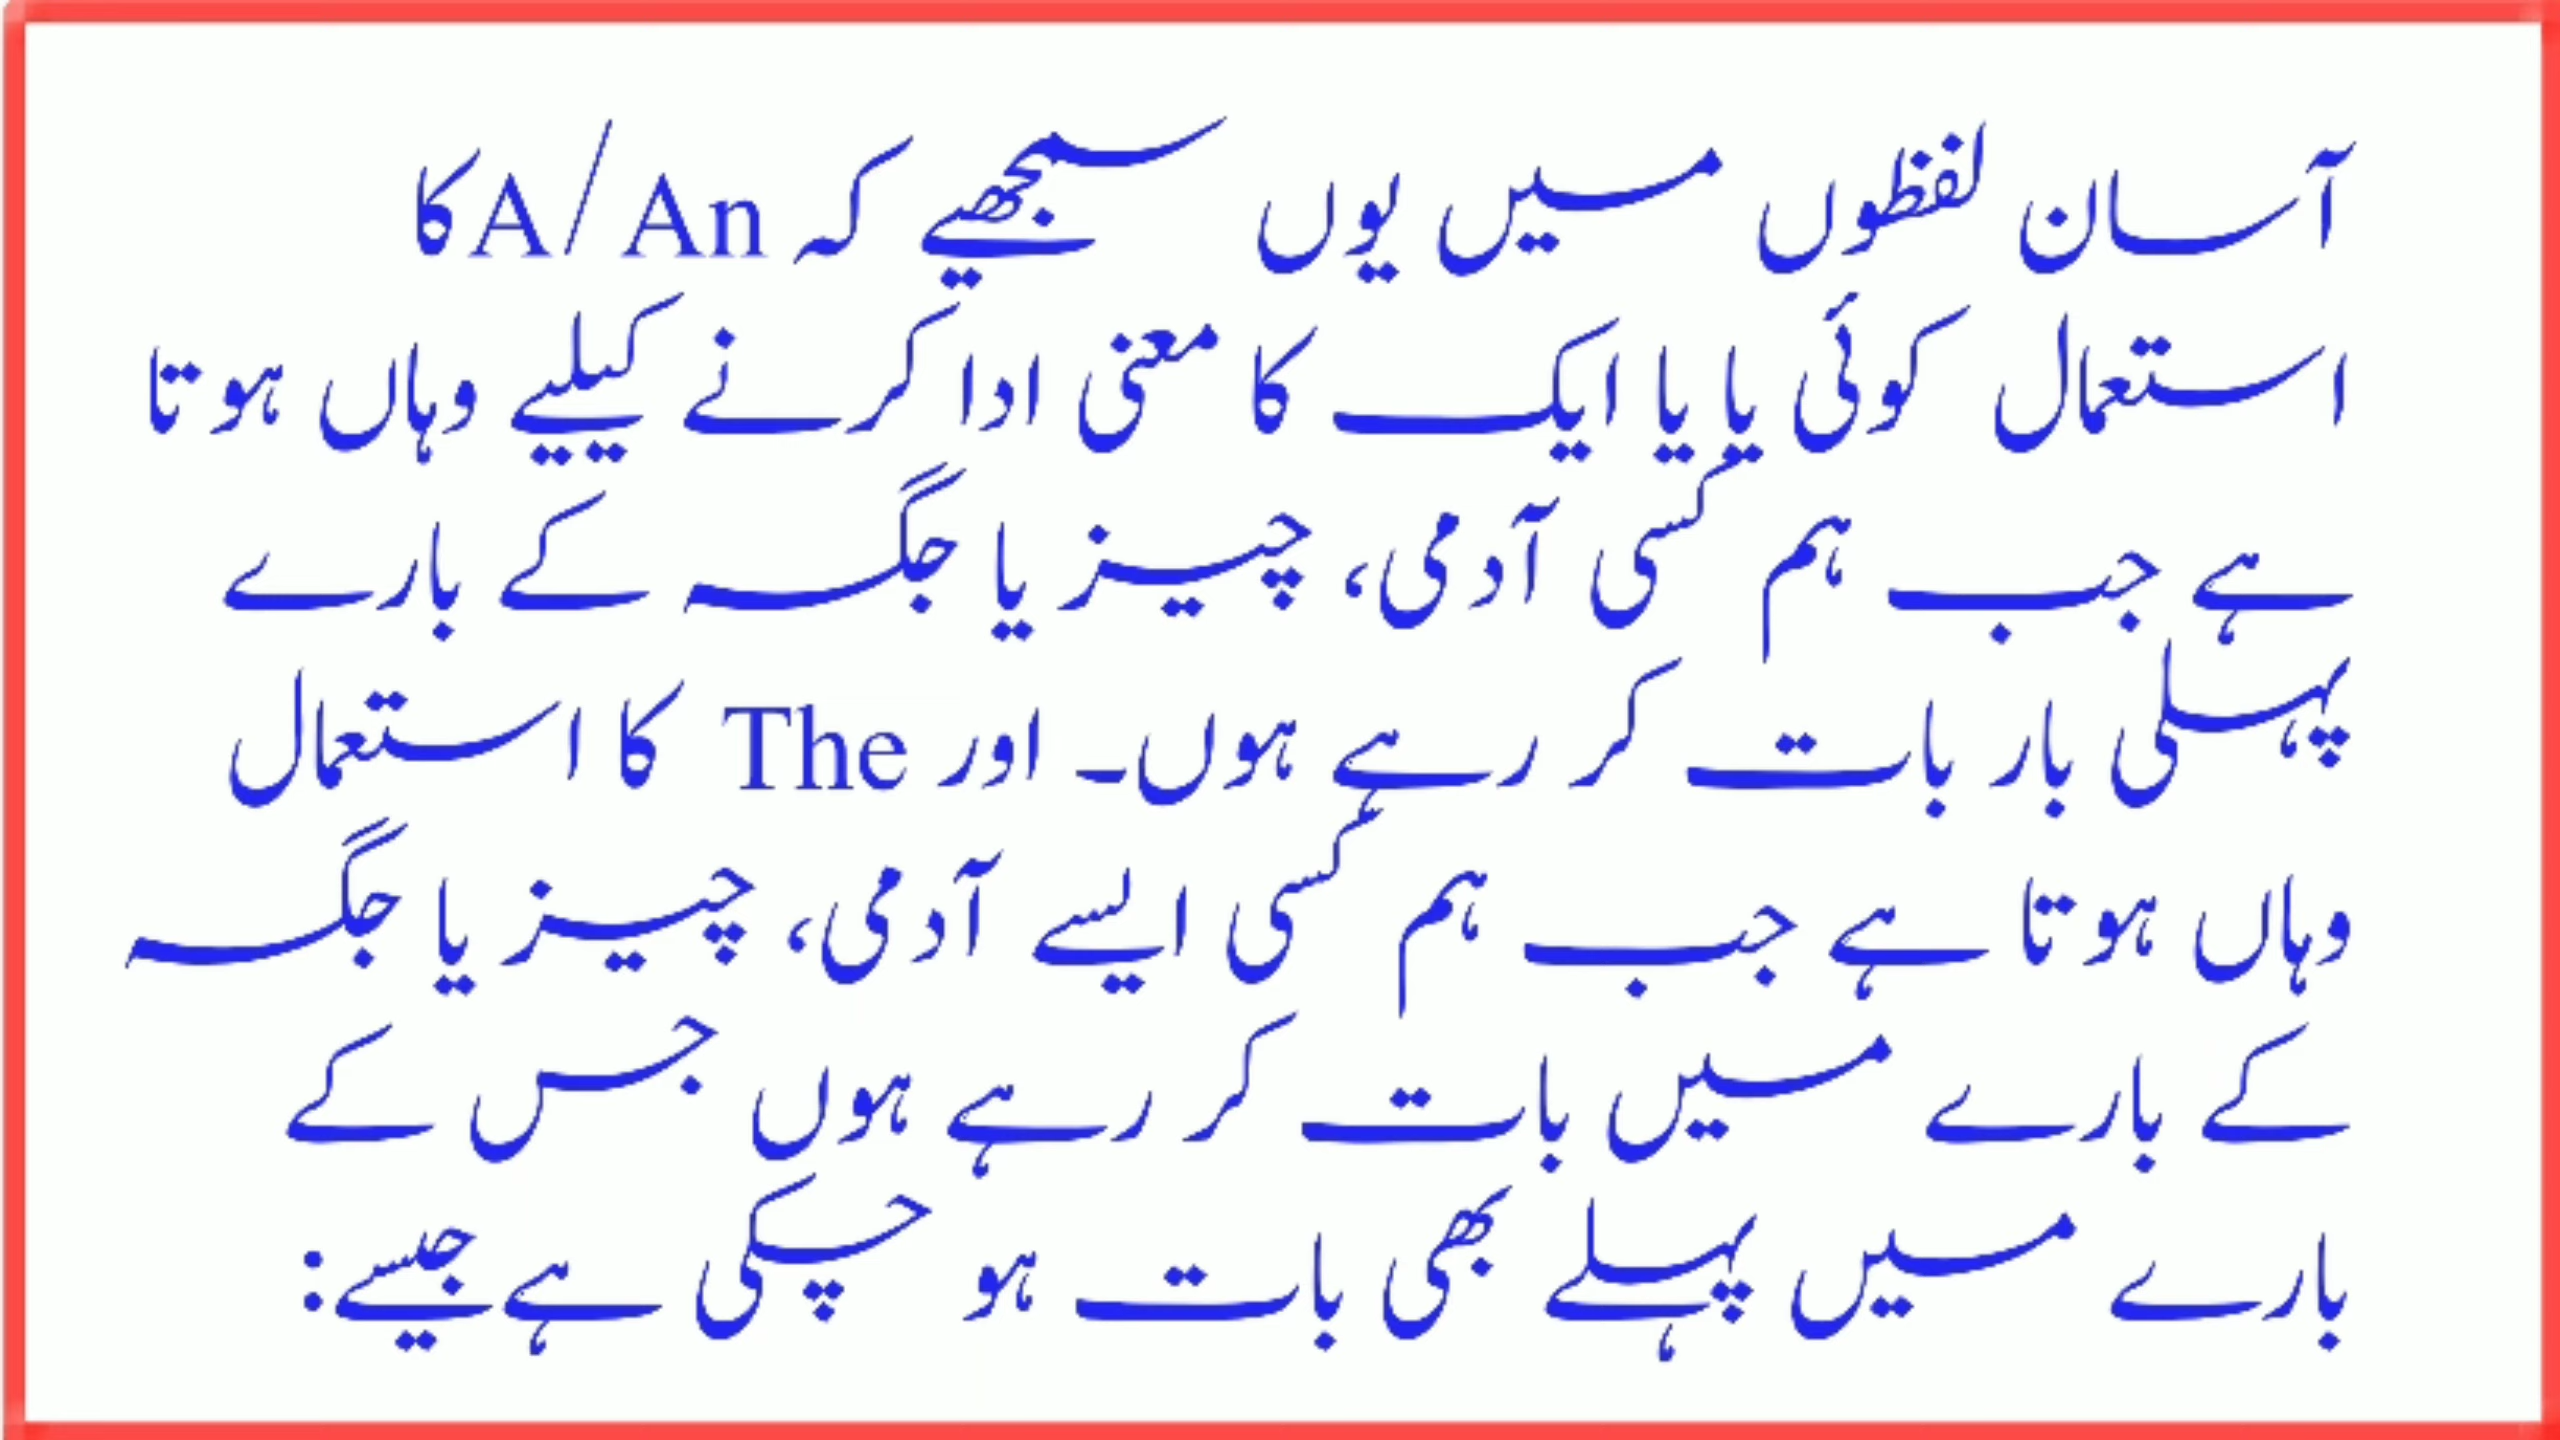 آسان لفظوں میں یوں سمجھیے کہ A/An کا
استعمال کوئی یا یا ایک کا معنی ادا کرنے کیلیے وہاں ہوتا
ہے جب ہم کسی آدمی، چیز یا جگہ کے بارے
پہلی بار بات کر رہے ہوں۔ اور The کا استعمال
وہاں ہوتا ہے جب ہم کسی ایسے آدمی، چیز یا جگہ
کے بارے میں بات کر رہے ہوں جس کے
بارے میں پہلے بھی بات ہو چکی ہے جیسے: